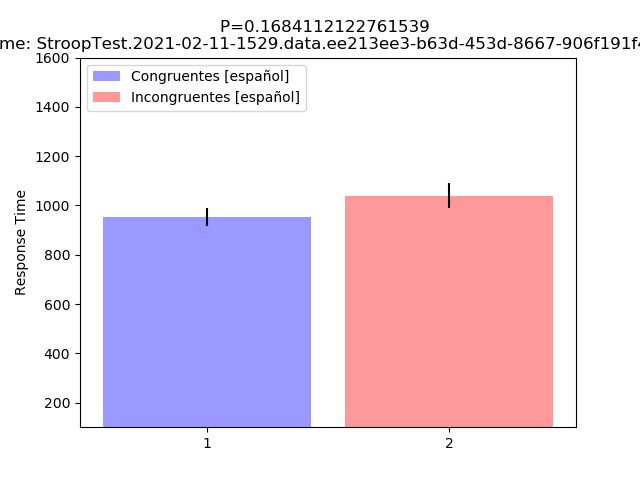 P=0.1684112122761539
me: StroopTest.2021-02-11-1529.data.ee213ee3-b63d-453d-8667-906f191f4
1600
1400
1200
1000
800
600
400
200
Response Time
Congruentes [español]
Incongruentes [español]
1 2